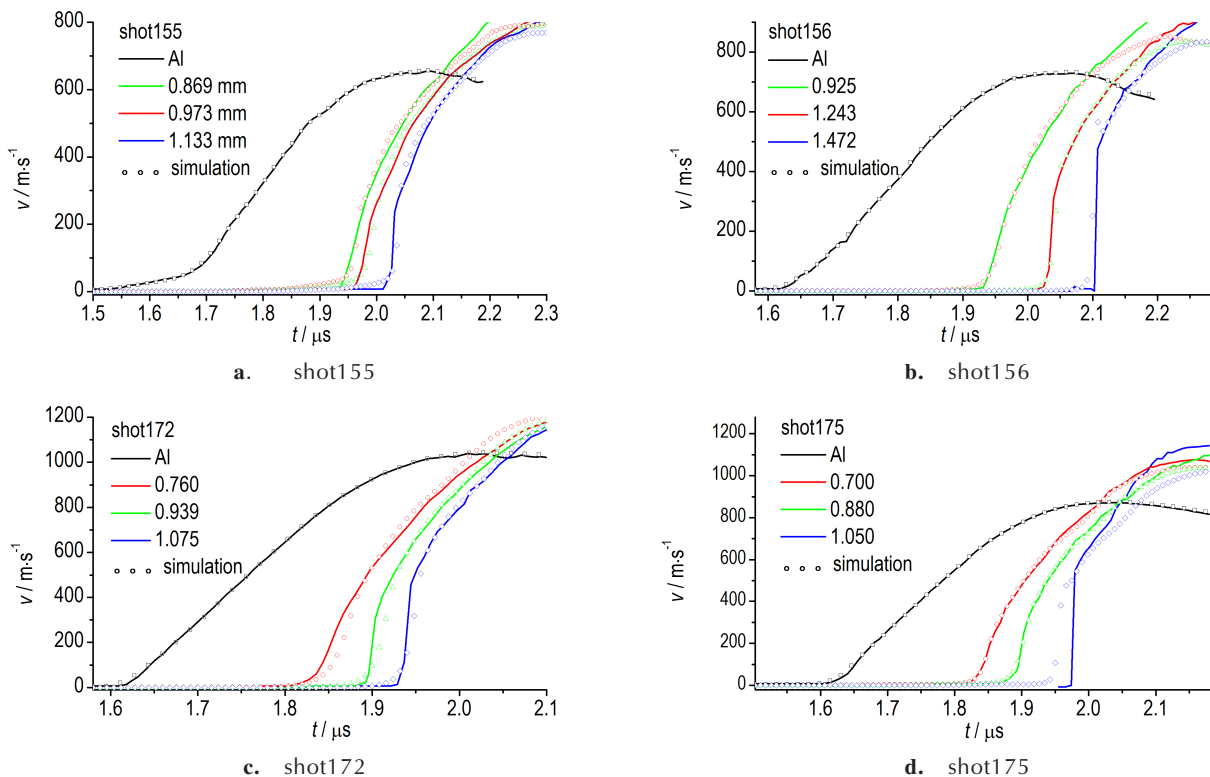 shot155
Al
0.869 mm
0.973 mm
1.133 mm
simulation
800
600
400
200
0
v / m·s⁻¹
1.5 1.6 1.7 1.8 1.9 2.0 2.1 2.2 2.3
t / μs
a. shot155
shot156
Al
0.925
1.243
1.472
simulation
800
600
400
200
0
v / m·s⁻¹
1.6 1.7 1.8 1.9 2.0 2.1 2.2
t / μs
b. shot156
shot172
Al
0.760
0.939
1.075
simulation
1200
1000
800
600
400
200
0
v / m·s⁻¹
1.6 1.7 1.8 1.9 2.0 2.1
t / μs
c. shot172
shot175
Al
0.700
0.880
1.050
simulation
1200
1000
800
600
400
200
0
v / m·s⁻¹
1.6 1.7 1.8 1.9 2.0 2.1
t / μs
d. shot175